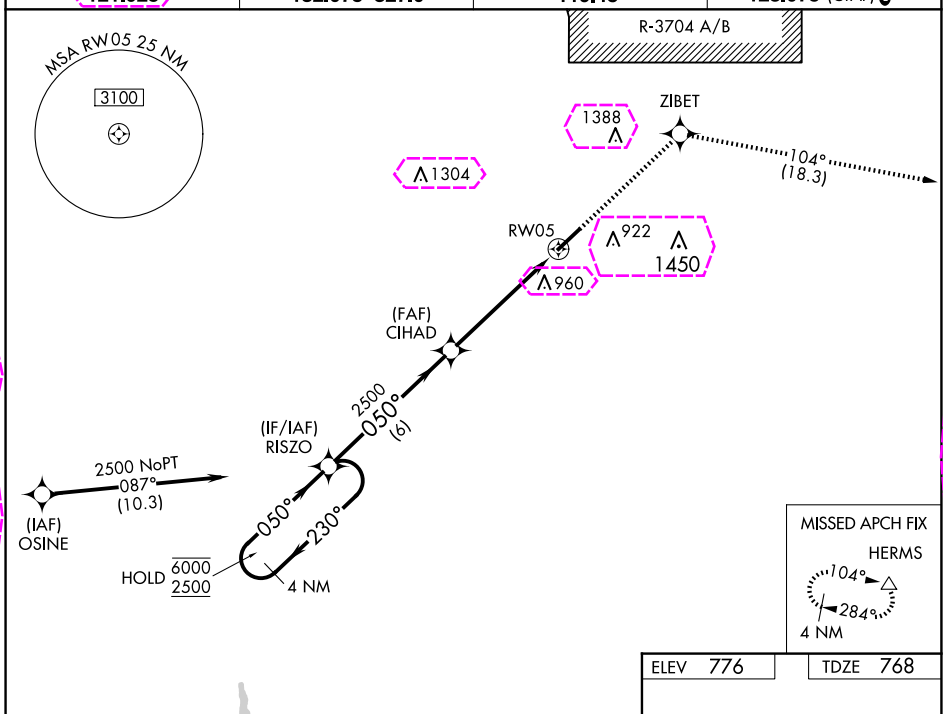 R-3704 A/B
MSA RW05 25 NM
3100
ZIBET
1388
104°
(18.3)
1304
RW05
922
1450
960
(FAF)
CIHAD
2500
050°
(6)
(IF/IAF)
RISZO
2500 NoPT
087°
(10.3)
(IAF)
OSINE
050°
230°
HOLD 6000
2500
4 NM
MISSED APCH FIX
HERMS
104°
284°
4 NM
ELEV 776
TDZE 768